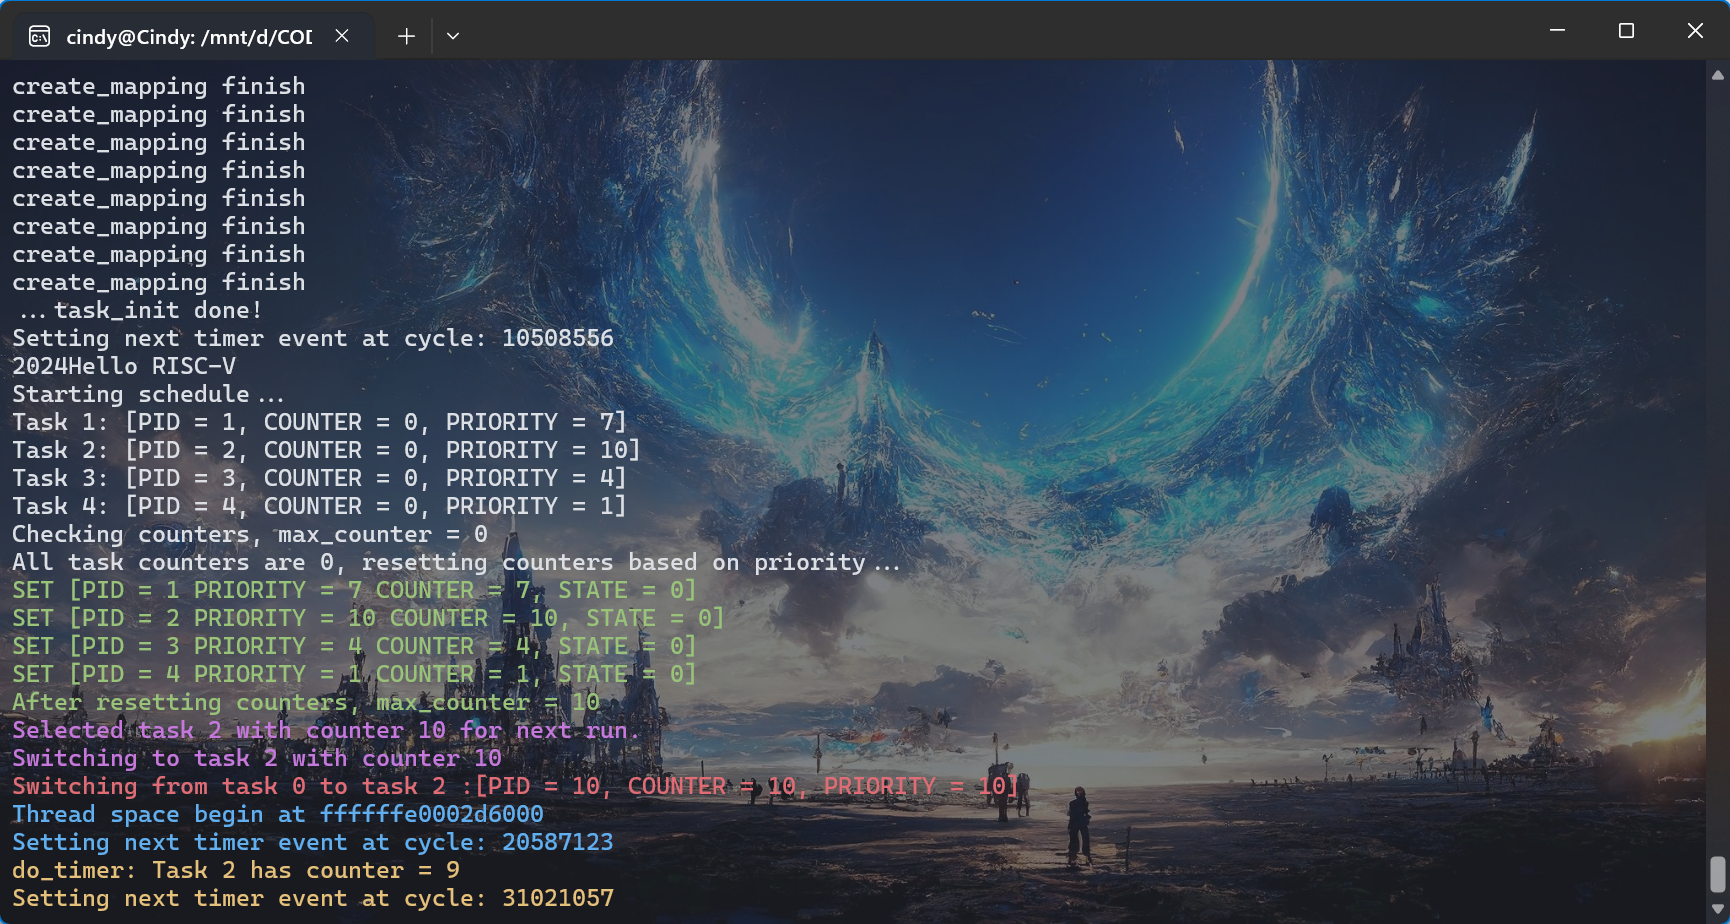 cindy@Cindy: /mnt/d/COD
create_mapping finish
create_mapping finish
create_mapping finish
create_mapping finish
create_mapping finish
create_mapping finish
create_mapping finish
create_mapping finish
...task_init done!
Setting next timer event at cycle: 10508556
2024Hello RISC-V
Starting schedule...
Task 1: [PID = 1, COUNTER = 0, PRIORITY = 7]
Task 2: [PID = 2, COUNTER = 0, PRIORITY = 10]
Task 3: [PID = 3, COUNTER = 0, PRIORITY = 4]
Task 4: [PID = 4, COUNTER = 0, PRIORITY = 1]
Checking counters, max_counter = 0
All task counters are 0, resetting counters based on priority...
SET [PID = 1 PRIORITY = 7 COUNTER = 7, STATE = 0]
SET [PID = 2 PRIORITY = 10 COUNTER = 10, STATE = 0]
SET [PID = 3 PRIORITY = 4 COUNTER = 4, STATE = 0]
SET [PID = 4 PRIORITY = 1 COUNTER = 1, STATE = 0]
After resetting counters, max_counter = 10
Selected task 2 with counter 10 for next run.
Switching to task 2 with counter 10
Switching from task 0 to task 2 :[PID = 10, COUNTER = 10, PRIORITY = 10]
Thread space begin at ffffffe0002d6000
Setting next timer event at cycle: 20587123
do_timer: Task 2 has counter = 9
Setting next timer event at cycle: 31021057